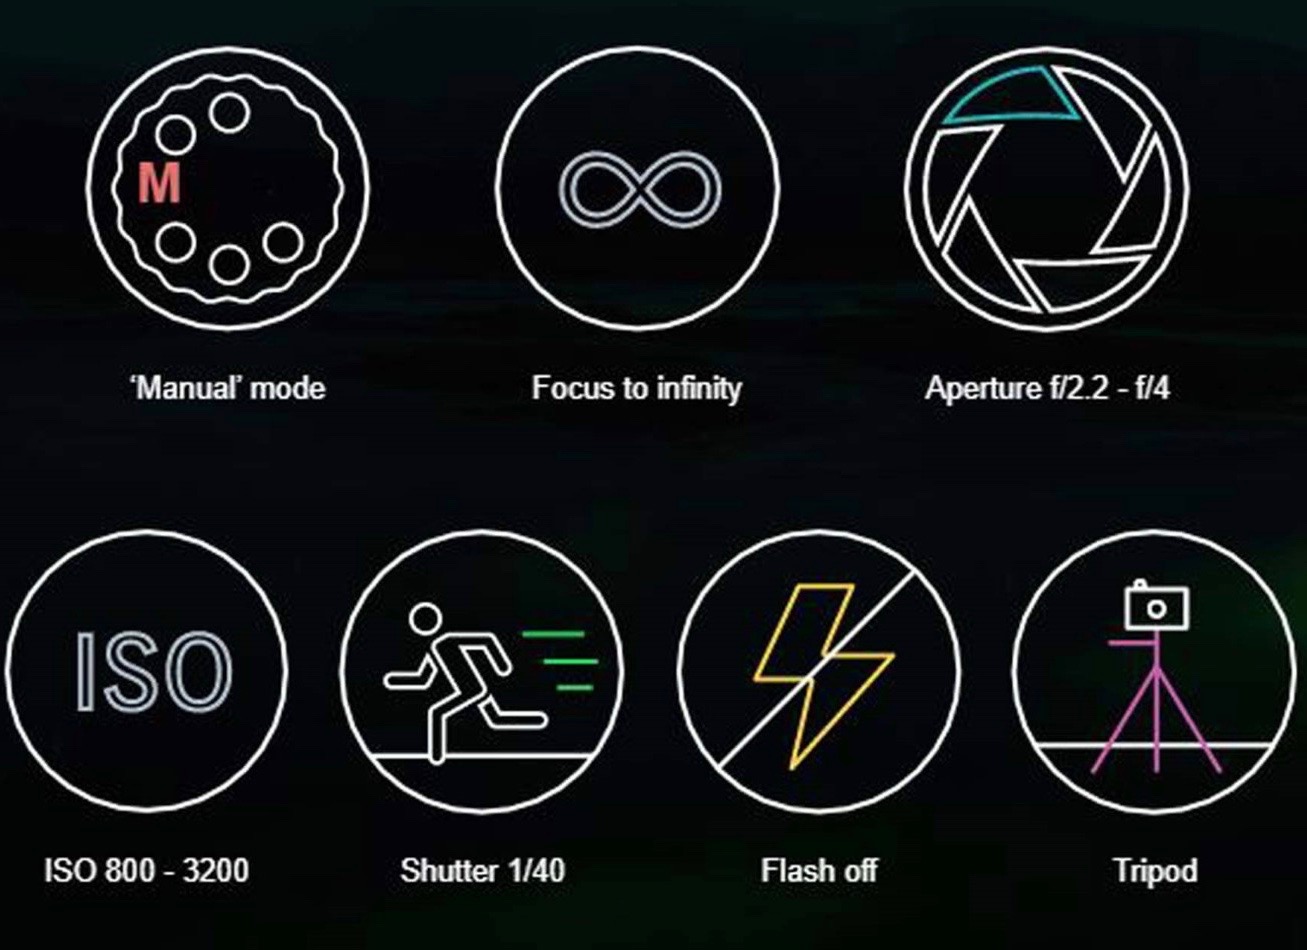 M
‘Manual’ mode
Focus to infinity
Aperture f/2.2 - f/4
ISO
ISO 800 - 3200
Shutter 1/40
Flash off
Tripod